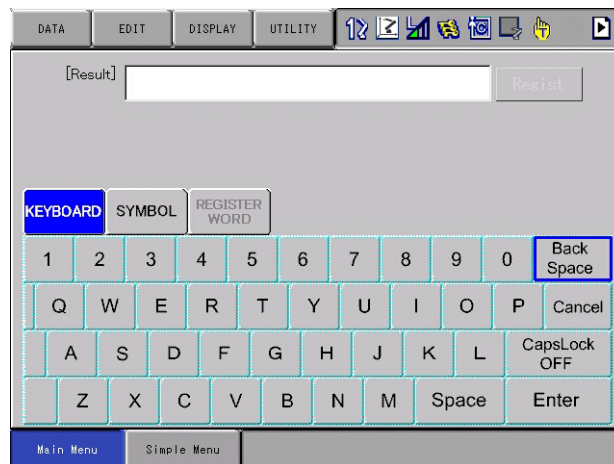 DATA EDIT DISPLAY UTILITY
[Result] Regist
KEYBOARD SYMBOL REGISTER WORD
1 2 3 4 5 6 7 8 9 0 Back Space
Q W E R T Y U I O P Cancel
A S D F G H J K L CapsLock OFF
Z X C V B N M Space Enter
Main Menu Simple Menu